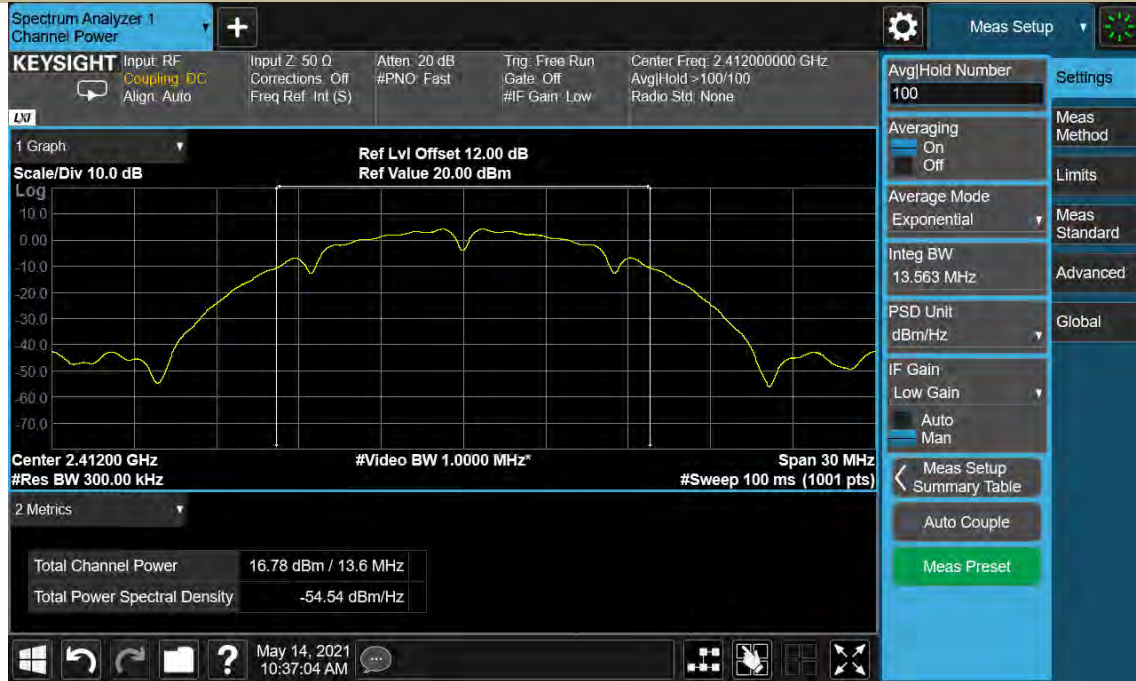 Spectrum Analyzer 1
Channel Power
+
Meas Setup
KEYSIGHT
Input: RF
Coupling: DC
Align: Auto
Input Z: 50 Ω
Corrections: Off
Freq Ref: Int (S)
Atten: 20 dB
#PNO: Fast
Trig: Free Run
Gate: Off
#IF Gain: Low
Center Freq: 2.412000000 GHz
Avg|Hold >100/100
Radio Std: None
LXI
1 Graph
Scale/Div 10.0 dB
Ref Lvl Offset 12.00 dB
Ref Value 20.00 dBm
Log
10.0
0.00
-10.0
-20.0
-30.0
-40.0
-50.0
-60.0
-70.0
Center 2.41200 GHz
#Res BW 300.00 kHz
#Video BW 1.0000 MHz*
Span 30 MHz
#Sweep 100 ms (1001 pts)
2 Metrics
Total Channel Power 16.78 dBm / 13.6 MHz
Total Power Spectral Density -54.54 dBm/Hz
Avg|Hold Number
100
Averaging
On
Off
Average Mode
Exponential
Integ BW
13.563 MHz
PSD Unit
dBm/Hz
IF Gain
Low Gain
Auto
Man
Meas Setup
Summary Table
Auto Couple
Meas Preset
Settings
Meas
Method
Limits
Meas
Standard
Advanced
Global
?
May 14, 2021
10:37:04 AM